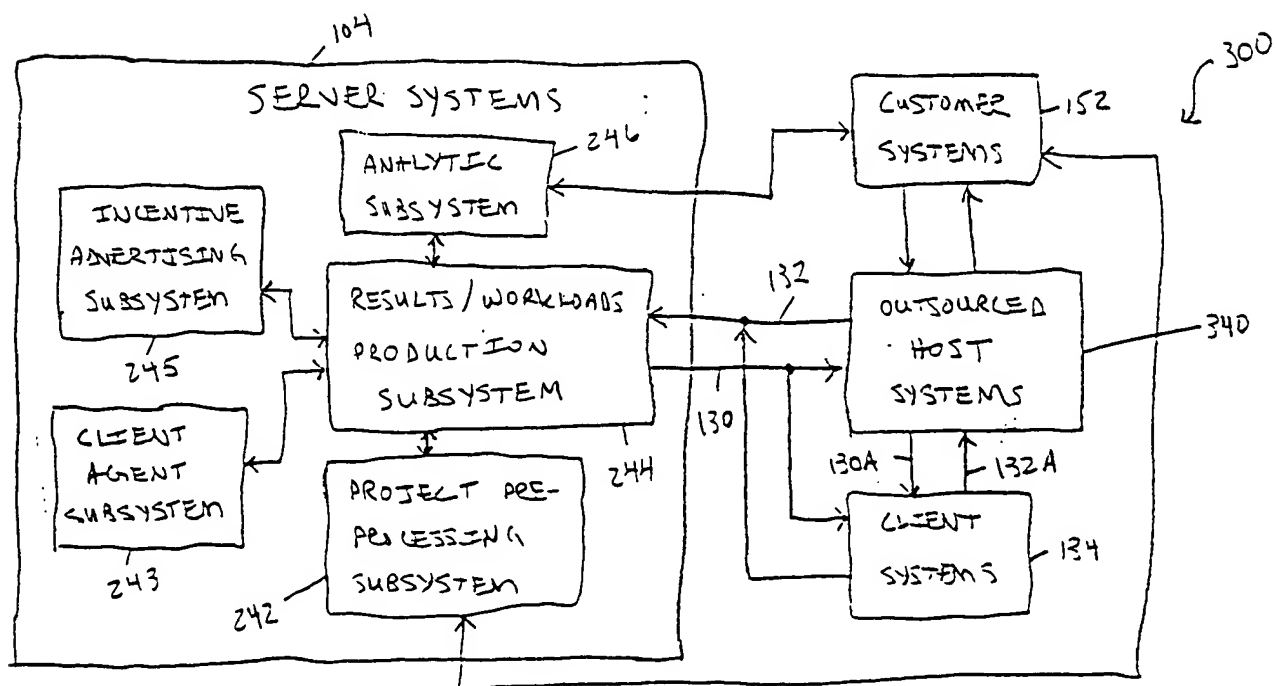 104
300
SERVER SYSTEMS
CUSTOMER
SYSTEMS
152
246
ANALYTIC
SUBSYSTEM
INCENTIVE
ADVERTISING
SUBSYSTEM
245
RESULTS/WORKLOADS
PRODUCTION
SUBSYSTEM
132
130
OUTSOURCED
HOST
SYSTEMS
340
CLIENT
AGENT
SUBSYSTEM
243
244
130A
132A
PROJECT PRE-
PROCESSING
SUBSYSTEM
242
CLIENT
SYSTEMS
134